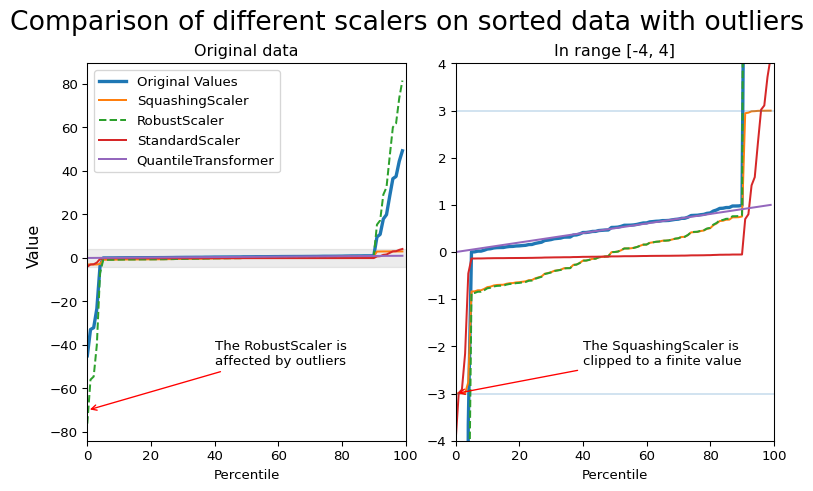 Comparison of different scalers on sorted data with outliers
Original data
Value
80
60
40
20
0
−20
−40
−60
−80
Original Values
SquashingScaler
RobustScaler
StandardScaler
QuantileTransformer
The RobustScaler is
affected by outliers
0 20 40 60 80 100
Percentile
In range [-4, 4]
4
3
2
1
0
−1
−2
−3
−4
The SquashingScaler is
clipped to a finite value
0 20 40 60 80 100
Percentile